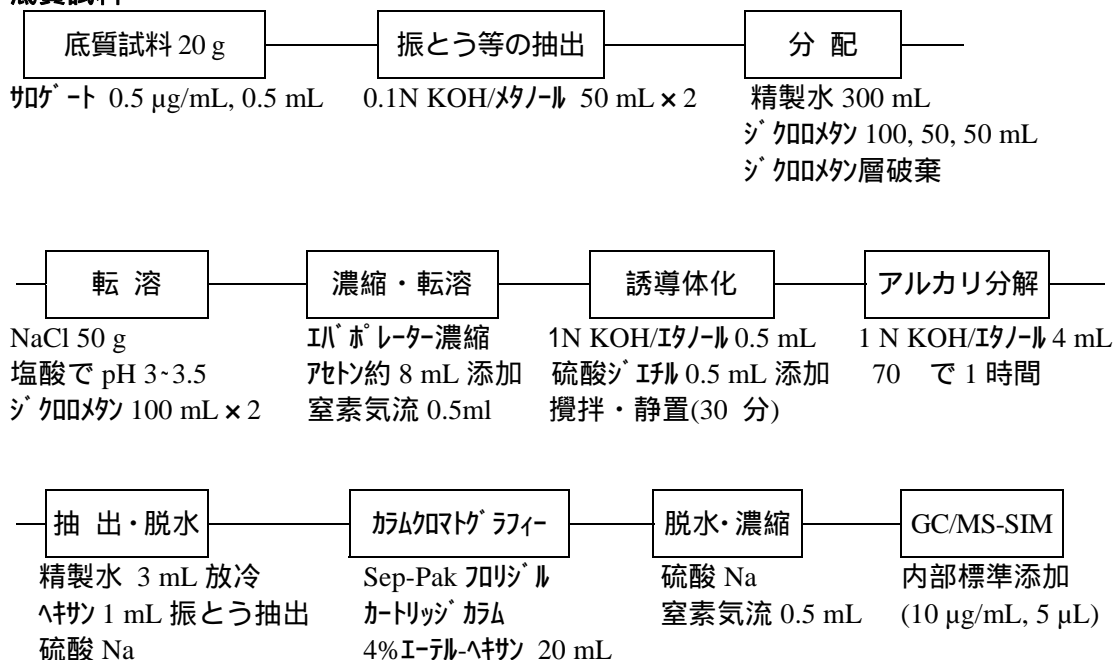 底質試料 20 g
振とう等の抽出
分 配
ｻﾛｹﾞｰﾄ 0.5 μg/mL, 0.5 mL
0.1N KOH/ﾒﾀﾉｰﾙ 50 mL × 2
精製水 300 mL
ｼﾞｸﾛﾛﾒﾀﾝ 100, 50, 50 mL
ｼﾞｸﾛﾛﾒﾀﾝ層破棄
転 溶
濃縮・転溶
誘導体化
アルカリ分解
NaCl 50 g
塩酸で pH 3~3.5
ｼﾞｸﾛﾛﾒﾀﾝ 100 mL × 2
ｴﾊﾞﾎﾟﾚｰﾀｰ濃縮
ｱｾﾄﾝ約 8 mL 添加
窒素気流 0.5ml
1N KOH/ｴﾀﾉｰﾙ 0.5 mL
硫酸ｼﾞｴﾁﾙ 0.5 mL 添加
攪拌・静置(30 分)
1 N KOH/ｴﾀﾉｰﾙ 4 mL
70 で 1 時間
抽 出・脱水
ｶﾗﾑｸﾛﾏﾄｸﾞﾗﾌｨｰ
脱水・濃縮
GC/MS-SIM
精製水 3 mL 放冷
ﾍｷｻﾝ 1 mL 振とう抽出
硫酸 Na
Sep-Pak ﾌﾛﾘｼﾞﾙ
ｶｰﾄﾘｯｼﾞｶﾗﾑ
4%ｴｰﾃﾙ-ﾍｷｻﾝ 20 mL
硫酸 Na
窒素気流 0.5 mL
内部標準添加
(10 μg/mL, 5 μL)